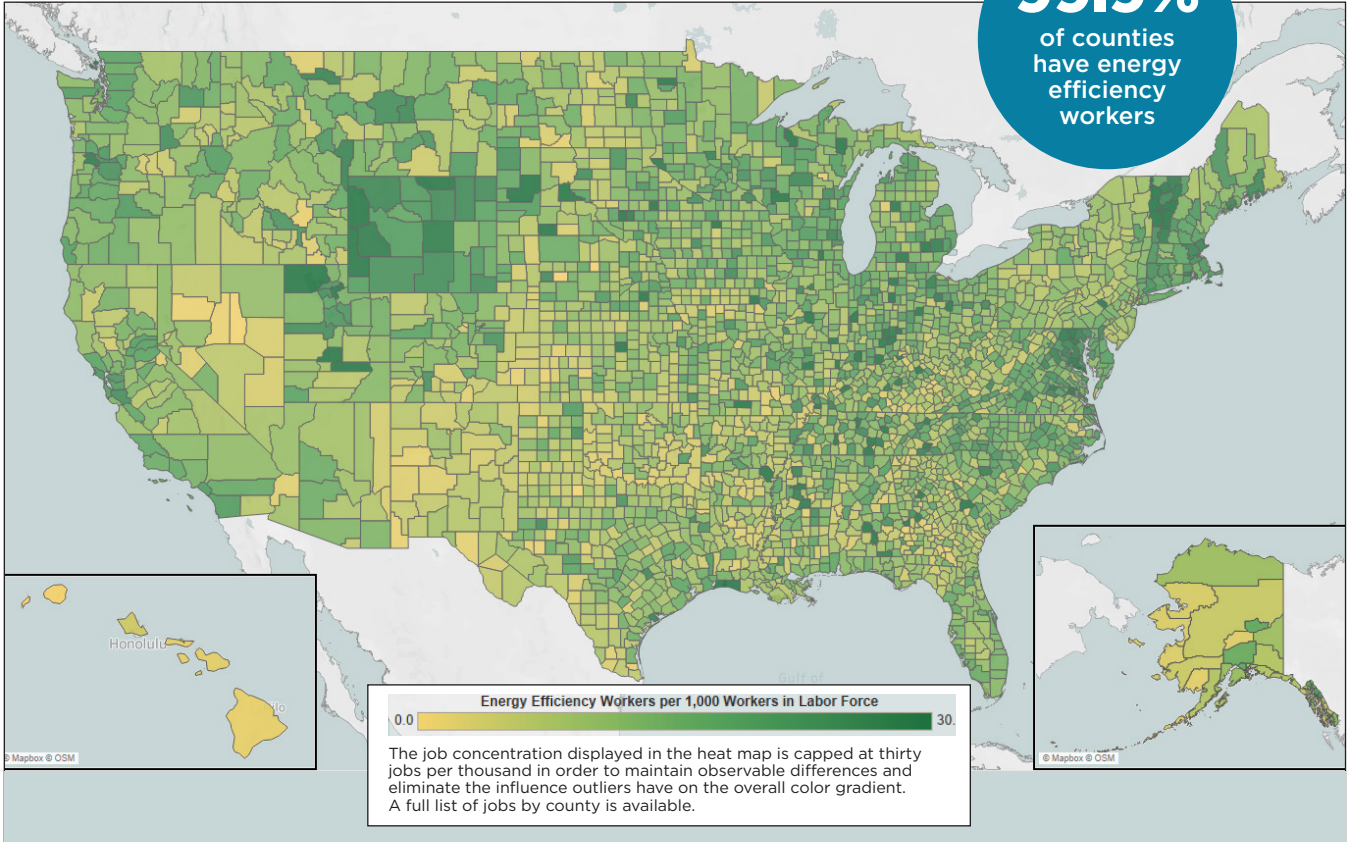 of counties
have energy
efficiency
workers
Honolulu
ilo
© Mapbox © OSM
Gulf of
Energy Efficiency Workers per 1,000 Workers in Labor Force
0.0
30.
The job concentration displayed in the heat map is capped at thirty
jobs per thousand in order to maintain observable differences and
eliminate the influence outliers have on the overall color gradient.
A full list of jobs by county is available.
© Mapbox © OSM